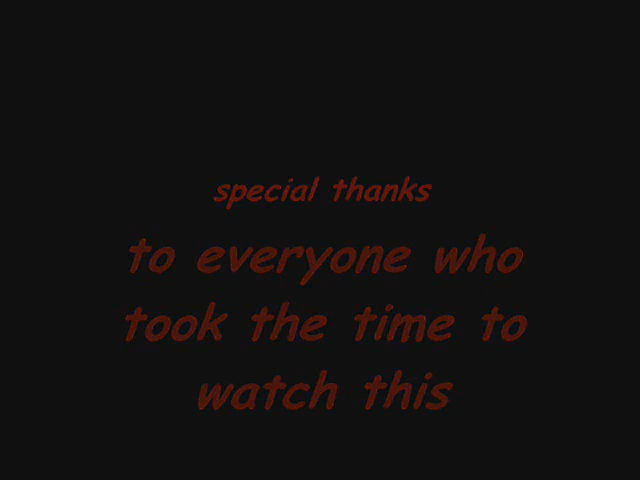 special thanks
to everyone who
took the time to
watch this